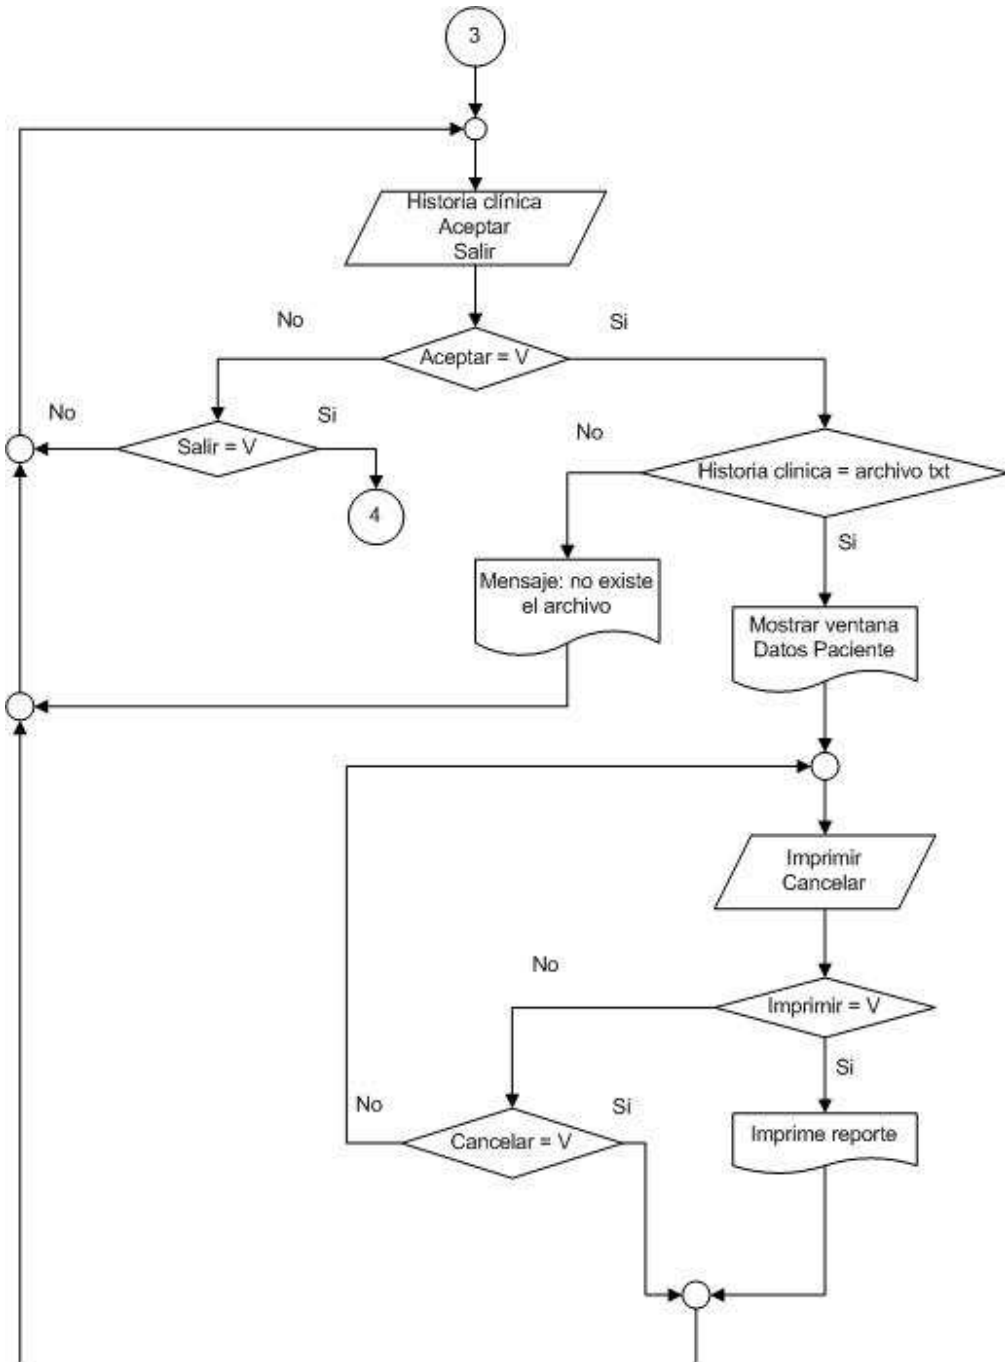 3
Historia clínica
Aceptar
Salir
No
Si
Aceptar = V
No
Si
Salir = V
No
Historia clinica = archivo txt
4
Si
Mensaje: no existe
el archivo
Mostrar ventana
Datos Paciente
Imprimir
Cancelar
No
Imprimir = V
Si
No
Si
Cancelar = V
Imprime reporte